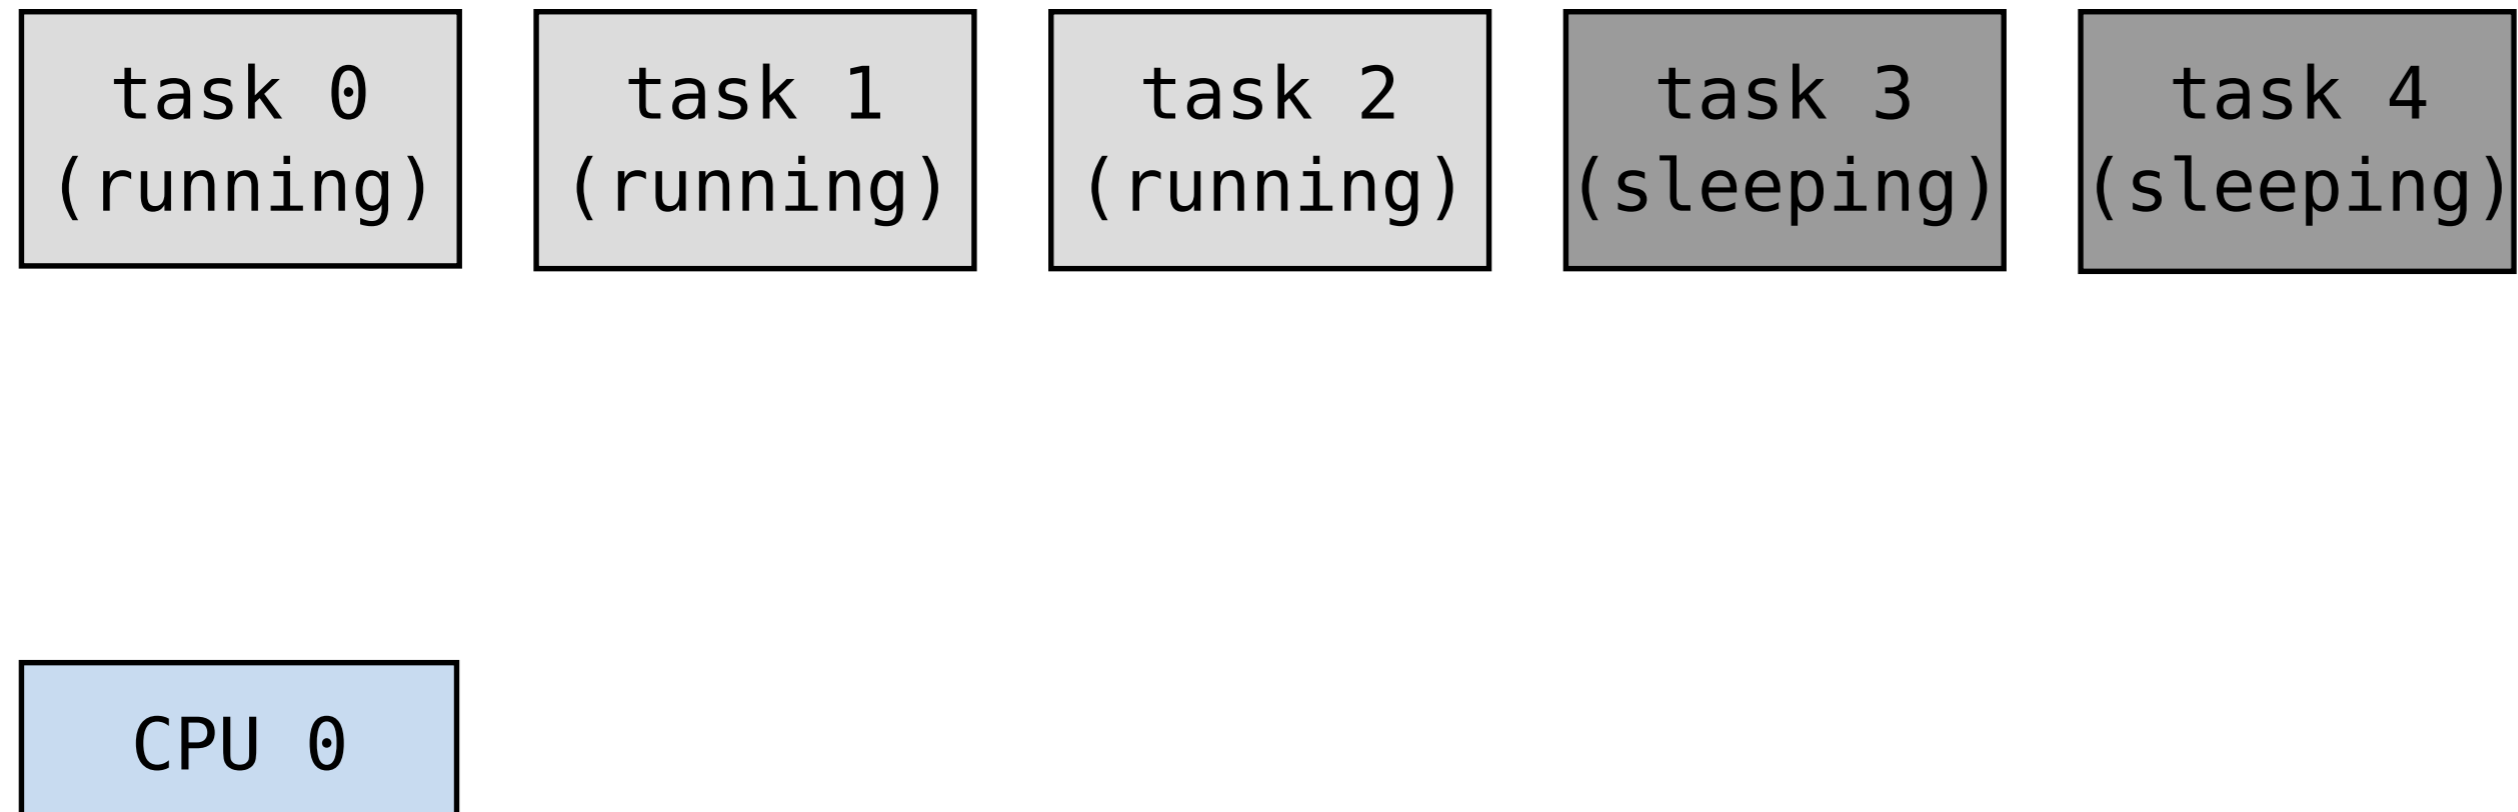 task 0
(running)
task 1
(running)
task 2
(running)
task 3
(sleeping)
task 4
(sleeping)
CPU 0